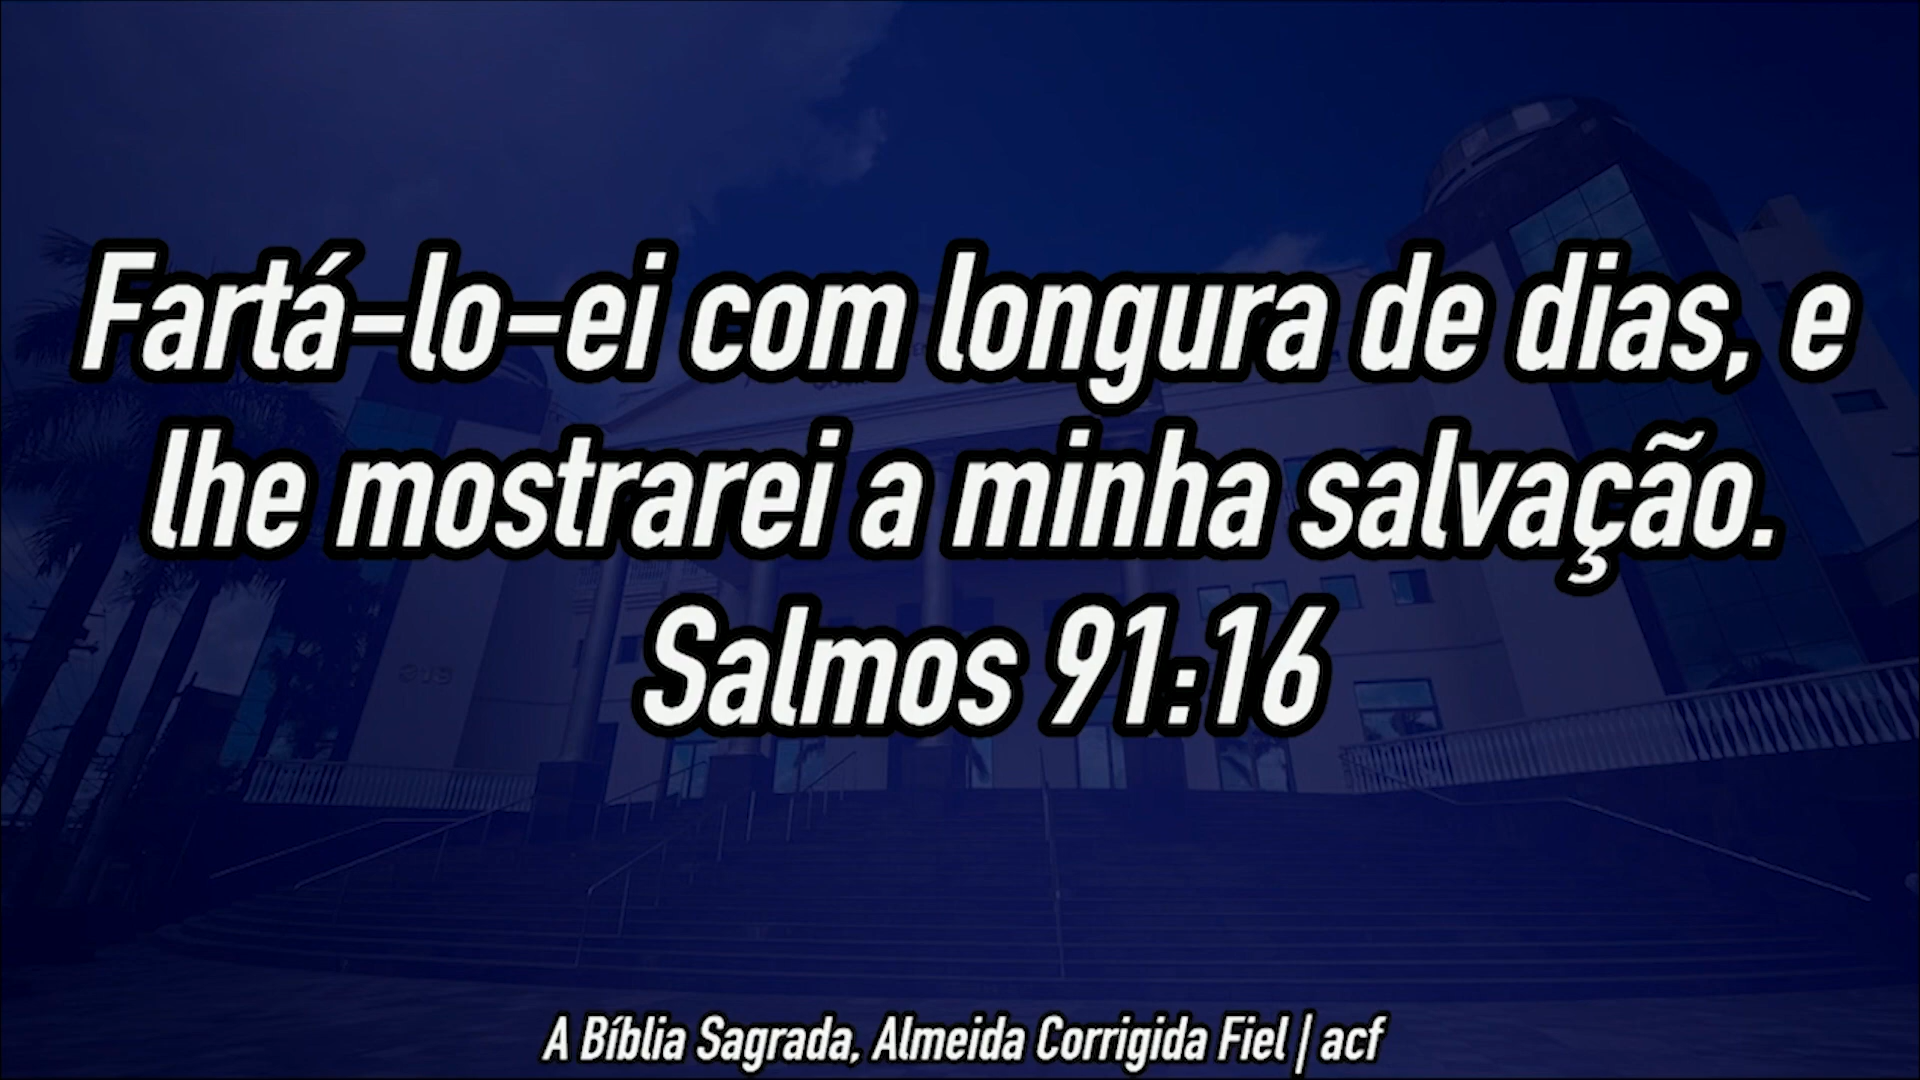 Fartá-lo-ei com longura de dias, e
lhe mostrarei a minha salvação.
Salmos 91:16
A Bíblia Sagrada, Almeida Corrigida Fiel | acf